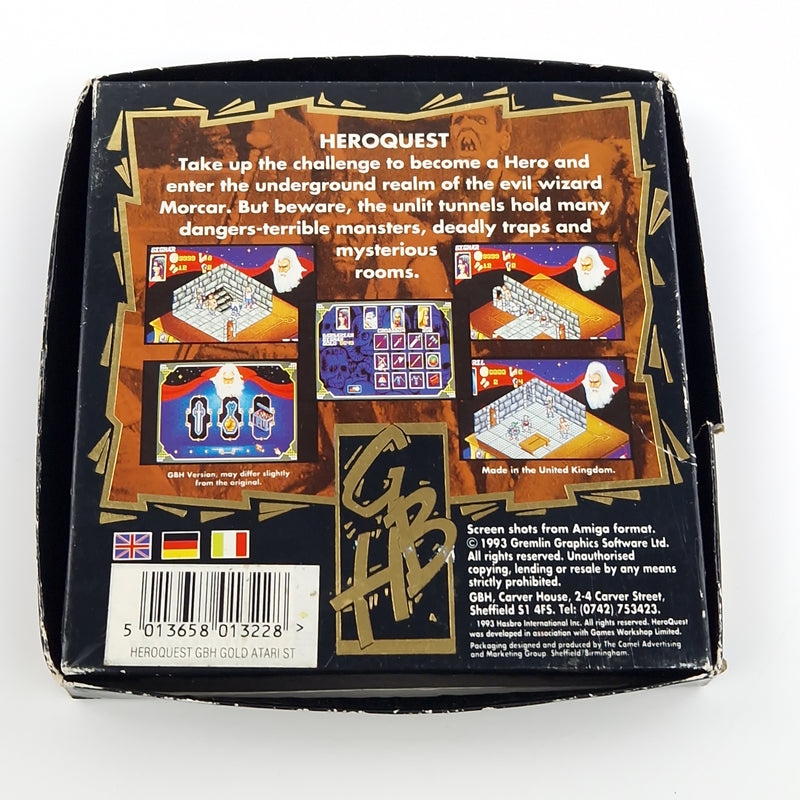 HEROQUEST
Take up the challenge to become a Hero and
enter the underground realm of the evil wizard
Morcar. But beware, the unlit tunnels hold many
dangers-terrible monsters, deadly traps and
mysterious
rooms.
GBH Version, may differ slightly
from the original.
Made in the United Kingdom.
GBH
Screen shots from Amiga format.
© 1993 Gremlin Graphics Software Ltd.
All rights reserved. Unauthorised
copying, lending or resale by any means
strictly prohibited.
GBH, Carver House, 2-4 Carver Street,
Sheffield S1 4FS. Tel: (0742) 753423.
1993 Hasbro International Inc. All rights reserved. HeroQuest
was developed in association with Games Workshop Limited.
Packaging designed and produced by The Camel Advertising
and Marketing Group Sheffield/Birmingham.
5 013658 013228 >
HEROQUEST GBH GOLD ATARI ST